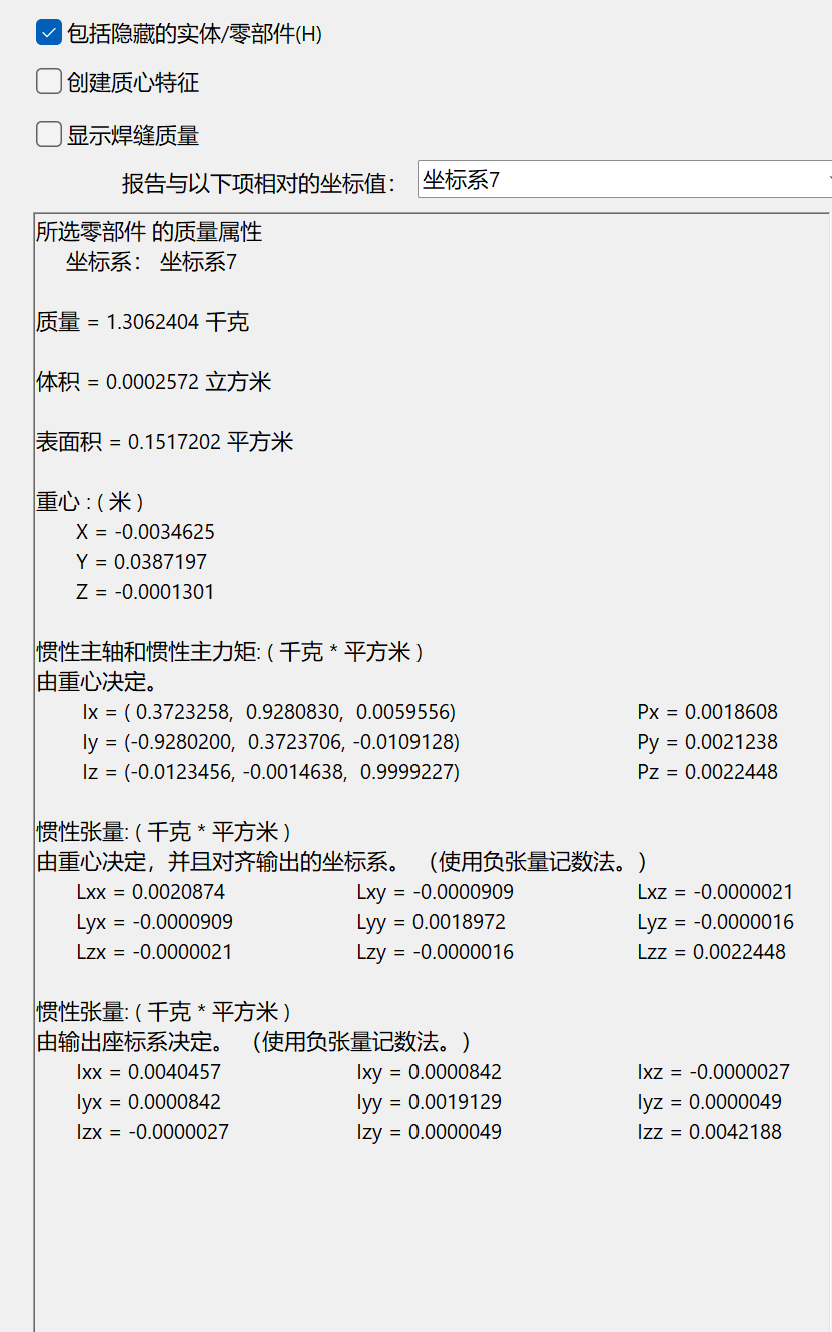 包括隐藏的实体/零部件(H)
创建质心特征
显示焊缝质量
报告与以下项相对的坐标值： 坐标系7
所选零部件 的质量属性
坐标系： 坐标系7
质量 = 1.3062404 千克
体积 = 0.0002572 立方米
表面积 = 0.1517202 平方米
重心 : ( 米 )
X = -0.0034625
Y = 0.0387197
Z = -0.0001301
惯性主轴和惯性主力矩: ( 千克 * 平方米 )
由重心决定。
Ix = ( 0.3723258, 0.9280830, 0.0059556) Px = 0.0018608
Iy = (-0.9280200, 0.3723706, -0.0109128) Py = 0.0021238
Iz = (-0.0123456, -0.0014638, 0.9999227) Pz = 0.0022448
惯性张量: ( 千克 * 平方米 )
由重心决定，并且对齐输出的坐标系。 （使用负张量记数法。）
Lxx = 0.0020874 Lxy = -0.0000909 Lxz = -0.0000021
Lyx = -0.0000909 Lyy = 0.0018972 Lyz = -0.0000016
Lzx = -0.0000021 Lzy = -0.0000016 Lzz = 0.0022448
惯性张量: ( 千克 * 平方米 )
由输出座标系决定。 （使用负张量记数法。）
Ixx = 0.0040457 Ixy = 0.0000842 Ixz = -0.0000027
Iyx = 0.0000842 Iyy = 0.0019129 Iyz = 0.0000049
Izx = -0.0000027 Izy = 0.0000049 Izz = 0.0042188